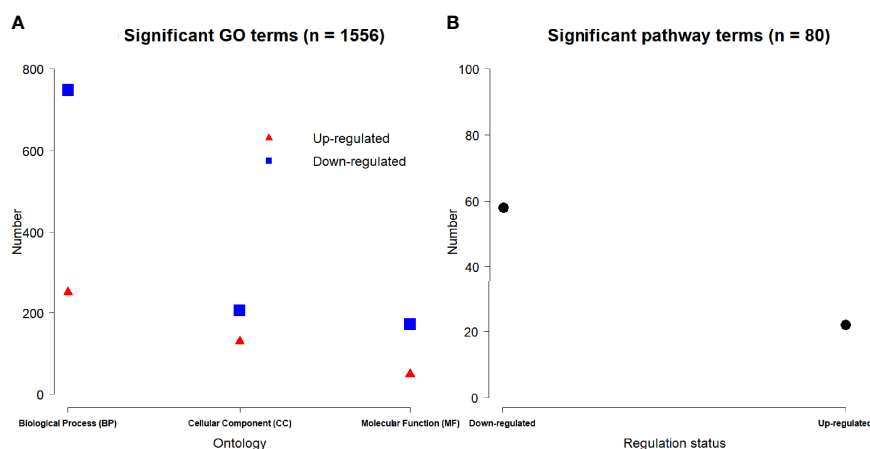 A
Significant GO terms (n = 1556)
800
600
400
200
0
Number
Up-regulated
Down-regulated
Biological Process (BP)
Cellular Component (CC)
Molecular Function (MF)
Ontology
B
Significant pathway terms (n = 80)
100
80
60
40
20
0
Number
Down-regulated
Up-regulated
Regulation status